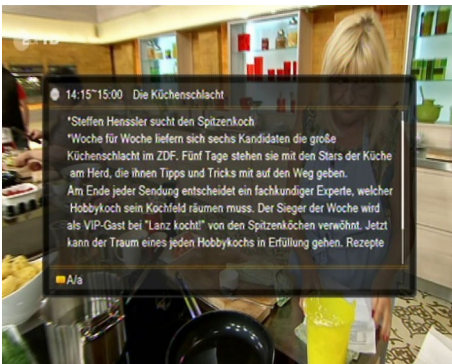 14:15~15:00 Die Küchenschlacht
"Steffen Henssler sucht den Spitzenkoch
"Woche für Woche liefern sich sechs Kandidaten die große
Küchenschlacht im ZDF. Fünf Tage stehen sie mit den Stars der Küche
am Herd, die ihnen Tipps und Tricks mit auf den Weg geben.
Am Ende jeder Sendung entscheidet ein fachkundiger Experte, welcher
Hobbykoch sein Kochfeld räumen muss. Der Sieger der Woche wird
als VIP-Gast bei "Lanz kocht!" von den Spitzenköchen verwöhnt. Jetzt
kann der Traum eines jeden Hobbykochs in Erfüllung gehen. Rezepte
A/a